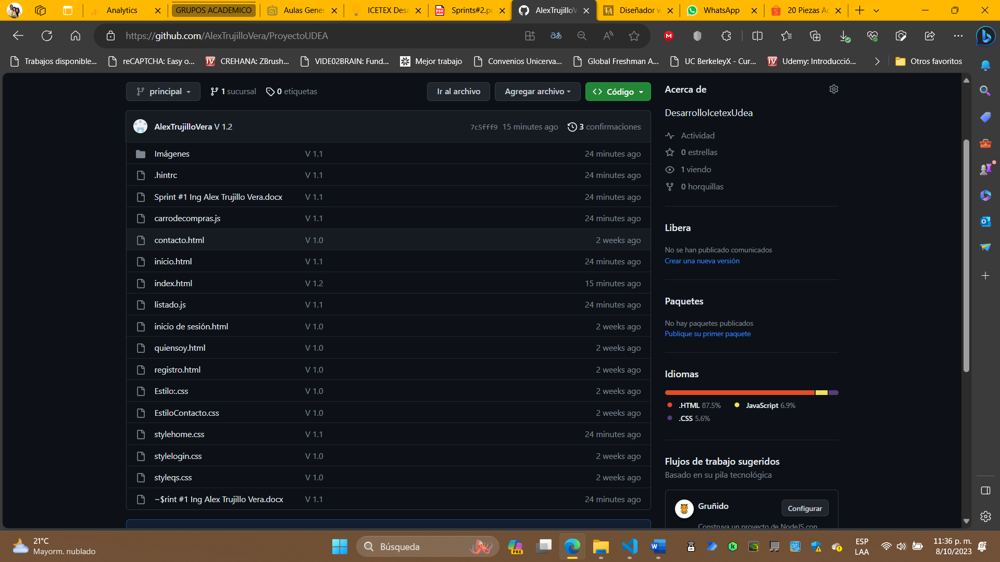 Analytics
GRUPOS ACADEMICO
Aulas Gener
ICETEX Desa
Sprints#2.pd
AlexTrujilloV
Diseñador w
WhatsApp
20 Piezas Ac
https://github.com/AlexTrujilloVera/ProyectoUDEA
Trabajos disponible...
reCAPTCHA: Easy o...
CREHANA: ZBrush...
VIDE02BRAIN: Fund...
Mejor trabajo
Convenios Unicerva...
Global Freshman A...
UC BerkeleyX - Cur...
Udemy: Introducció...
Otros favoritos
principal
1 sucursal
0 etiquetas
Ir al archivo
Agregar archivo
Código
AlexTrujilloVera V 1.2
7c5fff9 15 minutes ago
3 confirmaciones
Imágenes V 1.1 24 minutes ago
.hintrc V 1.1 24 minutes ago
Sprint #1 Ing Alex Trujillo Vera.docx V 1.1 24 minutes ago
carrodecompras.js V 1.1 24 minutes ago
contacto.html V 1.0 2 weeks ago
inicio.html V 1.1 24 minutes ago
index.html V 1.2 15 minutes ago
listado.js V 1.1 24 minutes ago
inicio de sesión.html V 1.0 2 weeks ago
quiensoy.html V 1.0 2 weeks ago
registro.html V 1.0 2 weeks ago
Estilo:.css V 1.0 2 weeks ago
EstiloContacto.css V 1.0 2 weeks ago
stylehome.css V 1.1 24 minutes ago
stylelogin.css V 1.0 2 weeks ago
styleqs.css V 1.0 2 weeks ago
~$rint #1 Ing Alex Trujillo Vera.docx V 1.1 24 minutes ago
Acerca de
DesarrolloIcetexUdea
Actividad
0 estrellas
1 viendo
0 horquillas
Libera
No se han publicado comunicados
Crear una nueva versión
Paquetes
No hay paquetes publicados
Publique su primer paquete
Idiomas
.HTML 87.5% JavaScript 6.9%
.CSS 5.6%
Flujos de trabajo sugeridos
Basado en su pila tecnológica
Gruñido
Configurar
Construya un proyecto de NodeJS con
21°C
Mayorm. nublado
Búsqueda
PRE
ESP
LAA
11:36 p. m.
8/10/2023